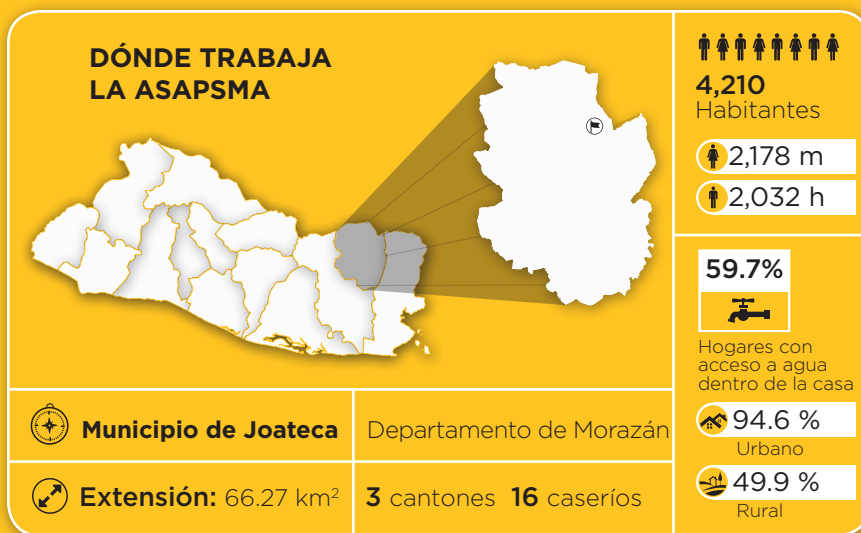 DÓNDE TRABAJA
LA ASAPSMA
4,210
Habitantes
2,178 m
2,032 h
59.7%
Hogares con
acceso a agua
dentro de la casa
94.6 %
Urbano
49.9 %
Rural
Municipio de Joateca
Departamento de Morazán
Extensión: 66.27 km²
3 cantones 16 caseríos